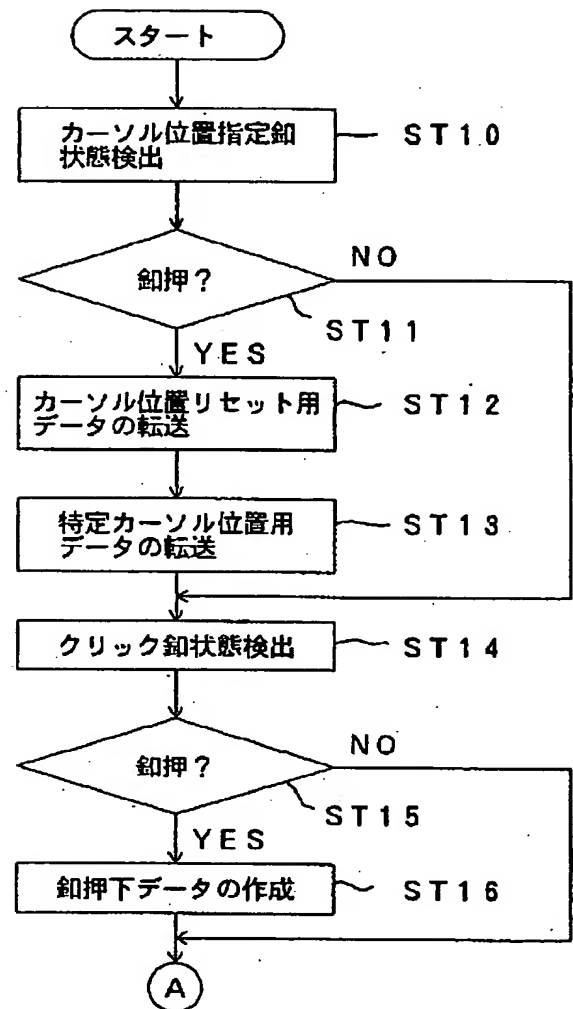 スタート
カーソル位置指定釦
状態検出
ST10
釦押？
NO
ST11
YES
カーソル位置リセット用
データの転送
ST12
特定カーソル位置用
データの転送
ST13
クリック釦状態検出
ST14
釦押？
NO
ST15
YES
釦押下データの作成
ST16
A